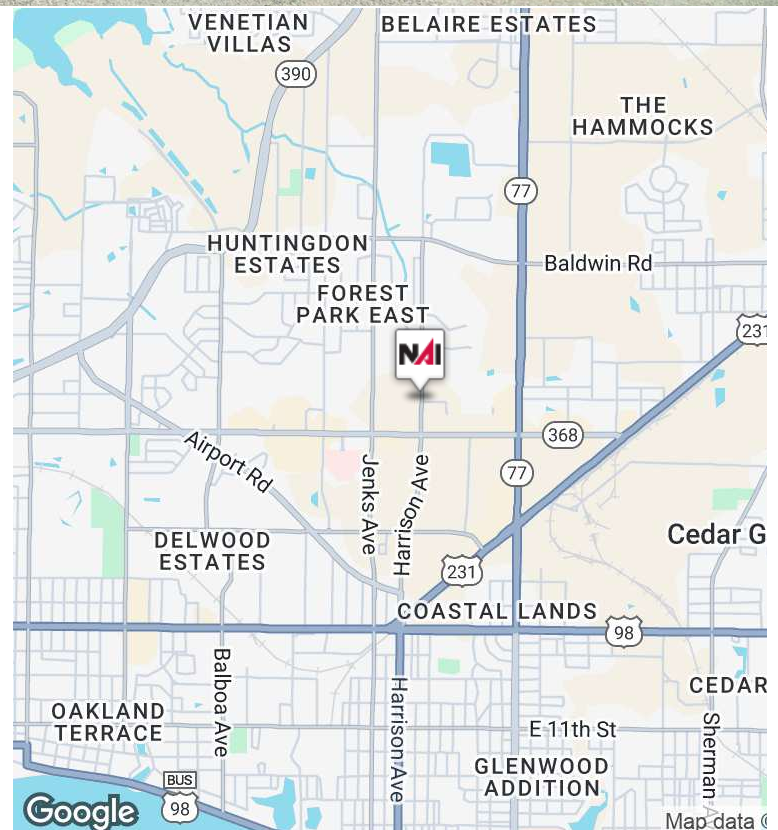 VENETIAN
VILLAS
BELAIRE ESTATES
390
THE
HAMMOCKS
77
HUNTINGDON
ESTATES
Baldwin Rd
FOREST
PARK EAST
231
NAI
368
Airport Rd
Jenks Ave
Harrison Ave
77
DELWOOD
ESTATES
Cedar G
231
COASTAL LANDS
98
Balboa Ave
Harrison Ave
CEDAR
OAKLAND
TERRACE
E 11th St
Sherman A
GLENWOOD
ADDITION
BUS
98
Google
Map data ©